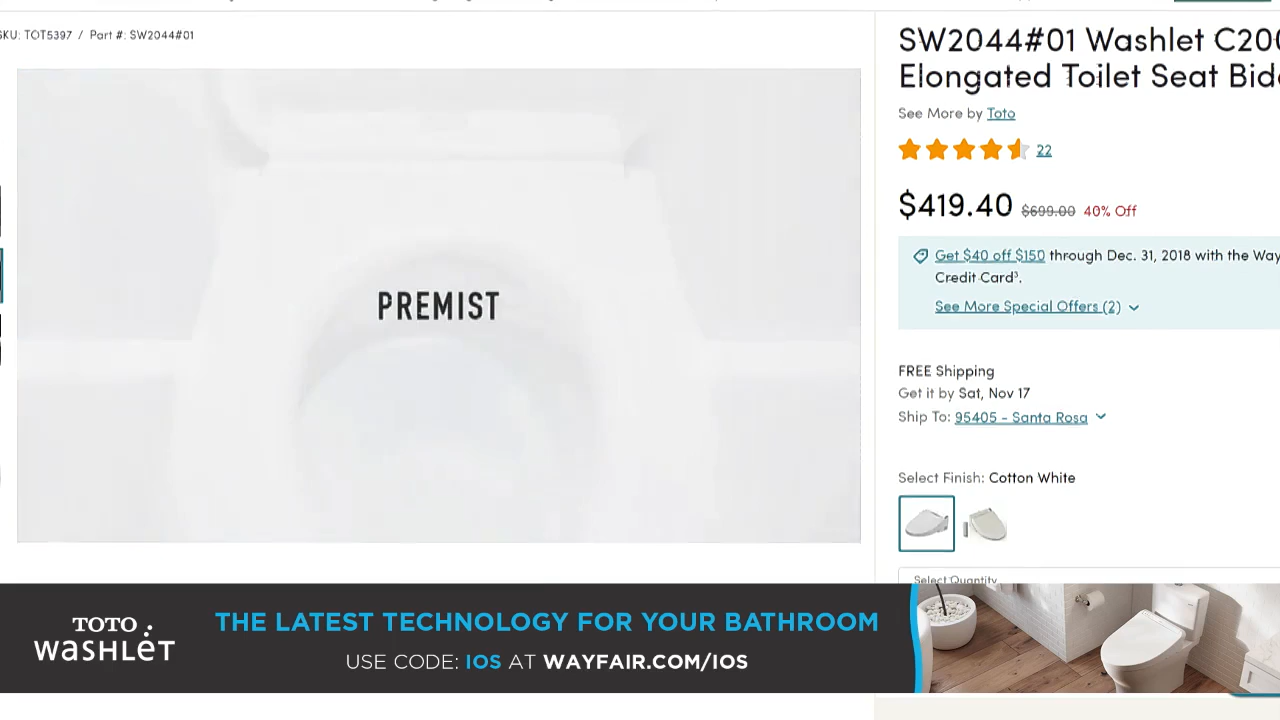 SKU: TOT5397 / Part #: SW2044#01
PREMIST
SW2044#01 Washlet
Elongated Toilet Seat
See More by Toto
22
$419.40 $699.00 40% Off
Get $40 off $150 through Dec. 31, 2018 with the
Credit Card³.
See More Special Offers (2)
FREE Shipping
Get it by Sat, Nov 17
Ship To: 95405 - Santa Rosa
Select Finish: Cotton White
Select Quantity
TOTO
WASHLET
THE LATEST TECHNOLOGY FOR YOUR BATHROOM
USE CODE: IOS AT WAYFAIR.COM/IOS